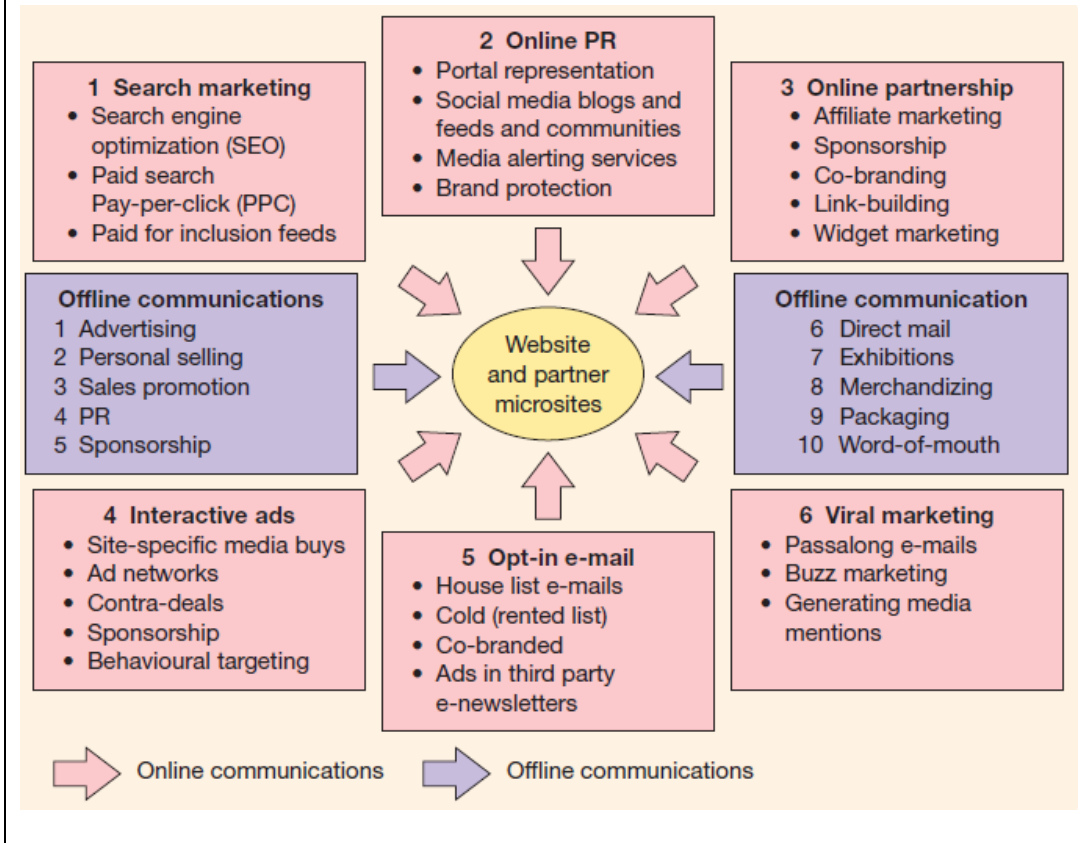 1 Search marketing
• Search engine
optimization (SEO)
• Paid search
Pay-per-click (PPC)
• Paid for inclusion feeds
2 Online PR
• Portal representation
• Social media blogs and
feeds and communities
• Media alerting services
• Brand protection
3 Online partnership
• Affiliate marketing
• Sponsorship
• Co-branding
• Link-building
• Widget marketing
Offline communications
1 Advertising
2 Personal selling
3 Sales promotion
4 PR
5 Sponsorship
Website
and partner
microsites
Offline communication
6 Direct mail
7 Exhibitions
8 Merchandizing
9 Packaging
10 Word-of-mouth
4 Interactive ads
• Site-specific media buys
• Ad networks
• Contra-deals
• Sponsorship
• Behavioural targeting
5 Opt-in e-mail
• House list e-mails
• Cold (rented list)
• Co-branded
• Ads in third party
e-newsletters
6 Viral marketing
• Passalong e-mails
• Buzz marketing
• Generating media
mentions
Online communications
Offline communications